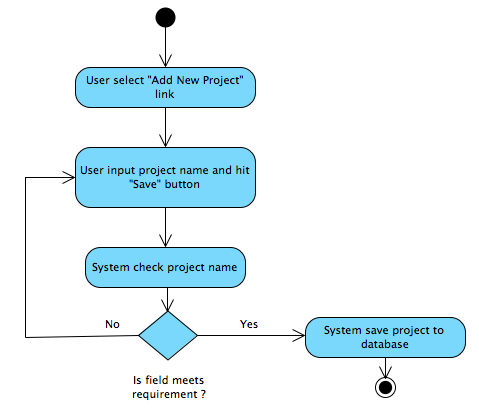 User select "Add New Project"
link
User input project name and hit
"Save" button
System check project name
No
Yes
System save project to
database
Is field meets
requirement ?